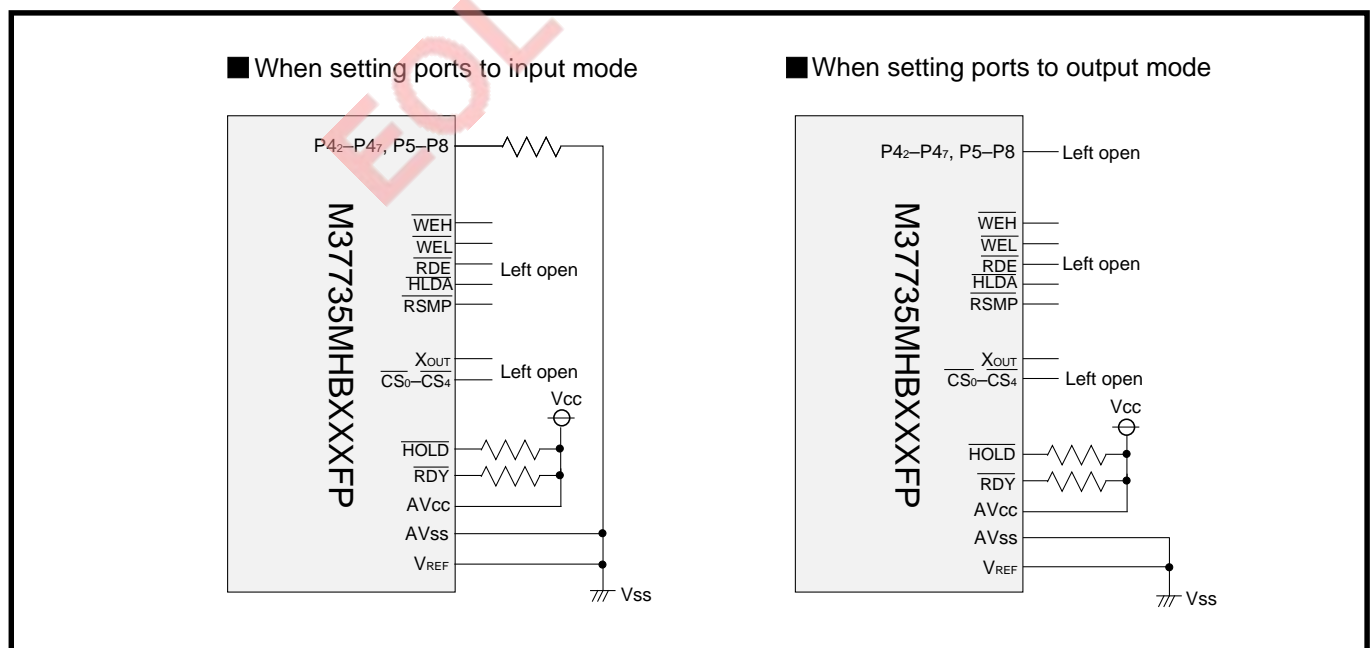 ■ When setting ports to input mode
P42–P47, P5–P8
M37735MHBXXXFP
WEH
WEL
RDE
HLDA
RSMP
Left open
XOUT
CS0–CS4
Left open
Vcc
HOLD
RDY
AVcc
AVss
VREF
Vss
■ When setting ports to output mode
P42–P47, P5–P8
Left open
M37735MHBXXXFP
WEH
WEL
RDE
HLDA
RSMP
Left open
XOUT
CS0–CS4
Left open
Vcc
HOLD
RDY
AVcc
AVss
VREF
Vss
EOL